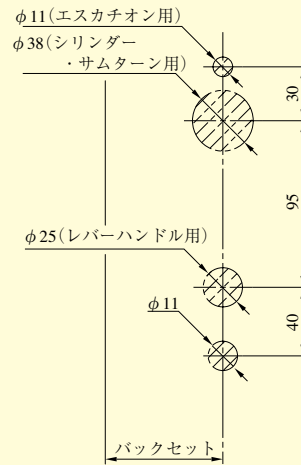 φ11(エスカチオン用)
φ38(シリンダー
・サムターン用)
30
95
φ25(レバーハンドル用)
φ11
40
バックセット